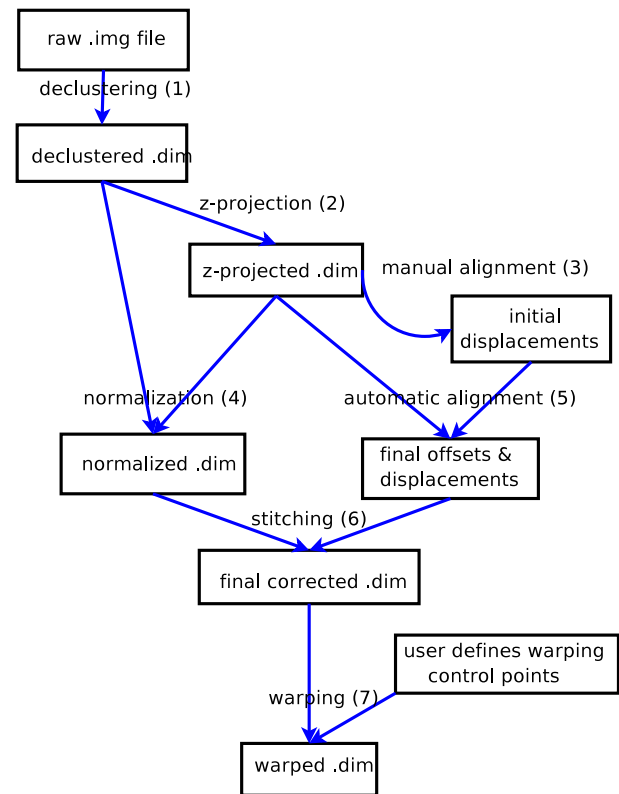 raw .img file
declustering (1)
declustered .dim
z-projection (2)
z-projected .dim
manual alignment (3)
initial
displacements
normalization (4)
automatic alignment (5)
normalized .dim
final offsets &
displacements
stitching (6)
final corrected .dim
user defines warping
control points
warping (7)
warped .dim